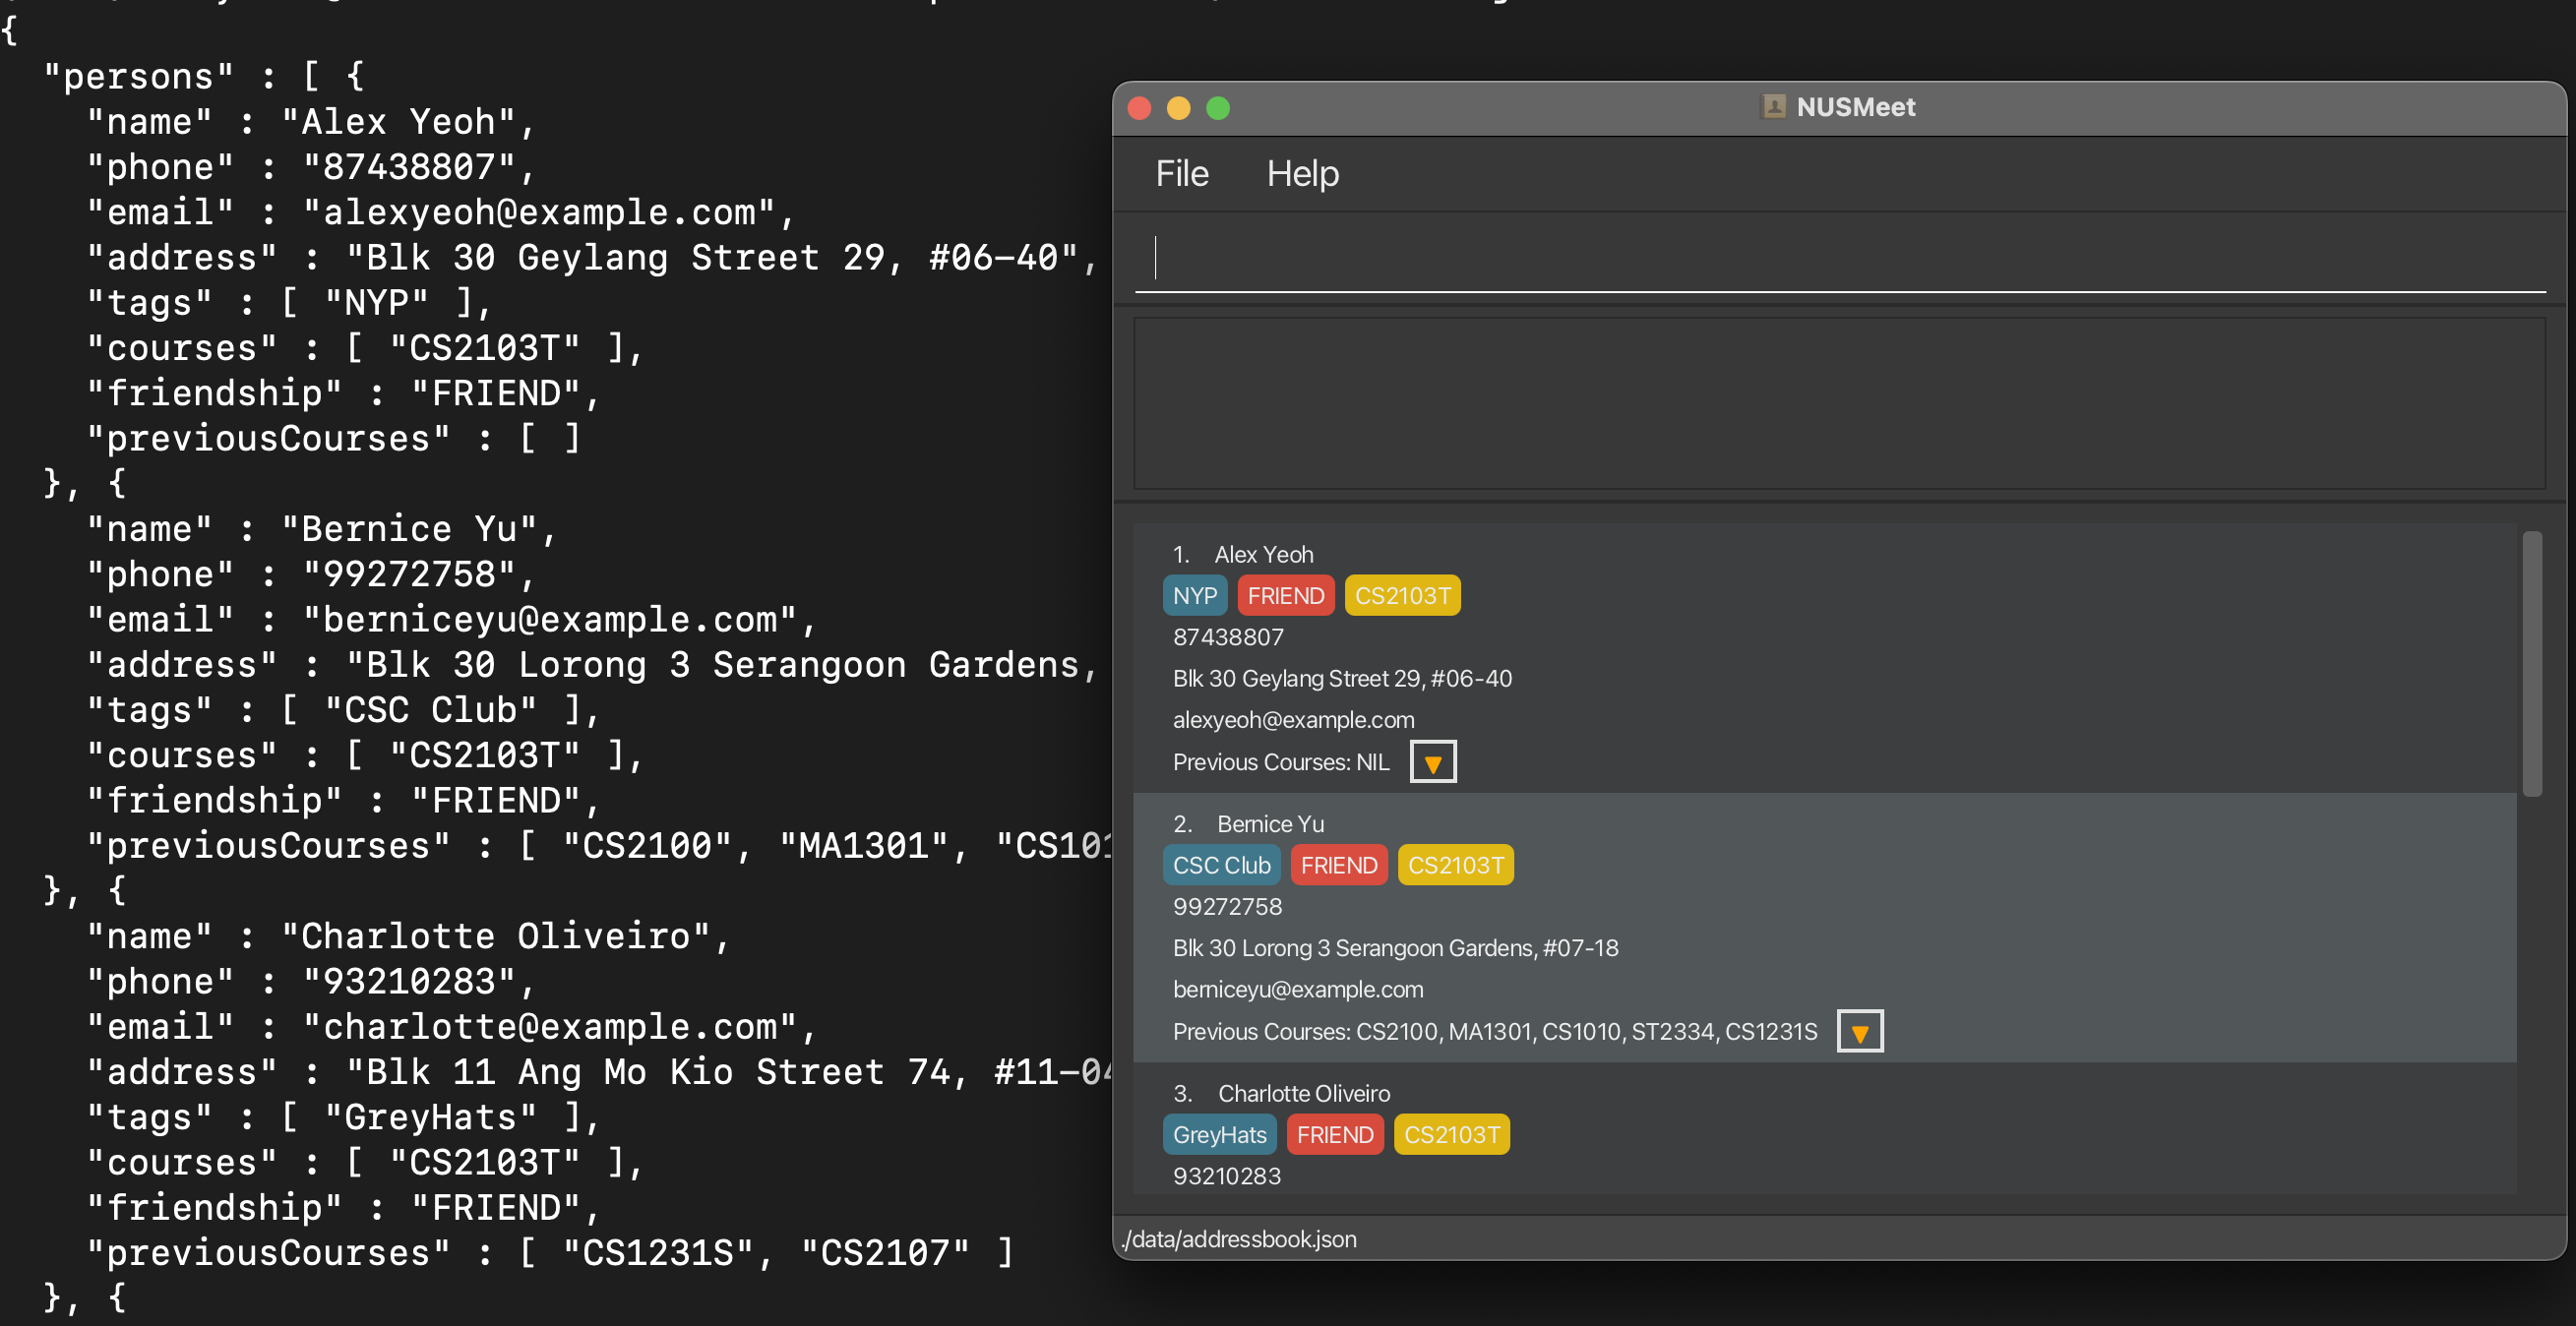 {
"persons" : [ {
"name" : "Alex Yeoh",
"phone" : "87438807",
"email" : "alexyeoh@example.com",
"address" : "Blk 30 Geylang Street 29, #06-40",
"tags" : [ "NYP" ],
"courses" : [ "CS2103T" ],
"friendship" : "FRIEND",
"previousCourses" : [ ]
}, {
"name" : "Bernice Yu",
"phone" : "99272758",
"email" : "berniceyu@example.com",
"address" : "Blk 30 Lorong 3 Serangoon Gardens,
"tags" : [ "CSC Club" ],
"courses" : [ "CS2103T" ],
"friendship" : "FRIEND",
"previousCourses" : [ "CS2100", "MA1301", "CS101
}, {
"name" : "Charlotte Oliveiro",
"phone" : "93210283",
"email" : "charlotte@example.com",
"address" : "Blk 11 Ang Mo Kio Street 74, #11-04
"tags" : [ "GreyHats" ],
"courses" : [ "CS2103T" ],
"friendship" : "FRIEND",
"previousCourses" : [ "CS1231S", "CS2107" ]
}, {
NUSMeet
File Help
1. Alex Yeoh
NYP FRIEND CS2103T
87438807
Blk 30 Geylang Street 29, #06-40
alexyeoh@example.com
Previous Courses: NIL ▼
2. Bernice Yu
CSC Club FRIEND CS2103T
99272758
Blk 30 Lorong 3 Serangoon Gardens, #07-18
berniceyu@example.com
Previous Courses: CS2100, MA1301, CS1010, ST2334, CS1231S ▼
3. Charlotte Oliveiro
GreyHats FRIEND CS2103T
93210283
./data/addressbook.json